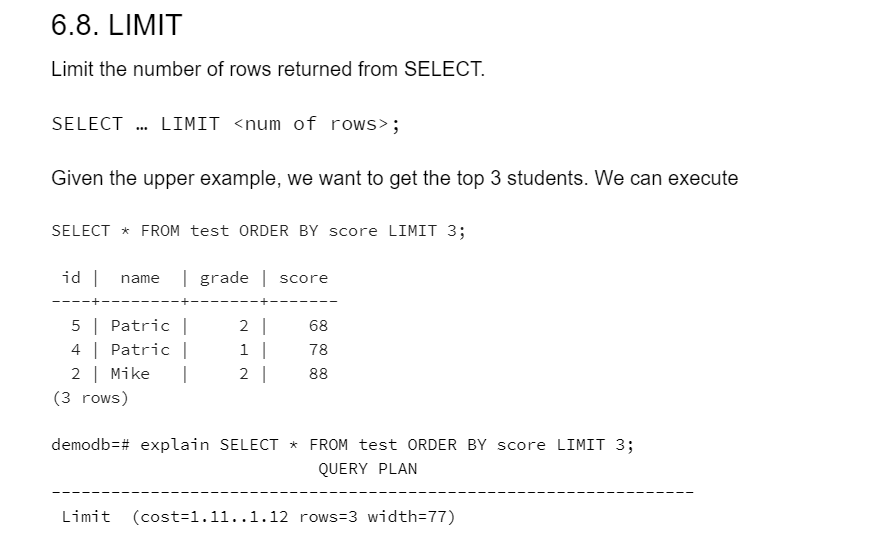 6.8. LIMIT
Limit the number of rows returned from SELECT.
SELECT … LIMIT <num of rows>;
Given the upper example, we want to get the top 3 students. We can execute
SELECT * FROM test ORDER BY score LIMIT 3;
 id |  name  | grade | score
----+--------+-------+-------
  5 | Patric |     2 |    68
  4 | Patric |     1 |    78
  2 | Mike   |     2 |    88
(3 rows)
demodb=# explain SELECT * FROM test ORDER BY score LIMIT 3;
                           QUERY PLAN
-----------------------------------------------------------------
 Limit  (cost=1.11..1.12 rows=3 width=77)